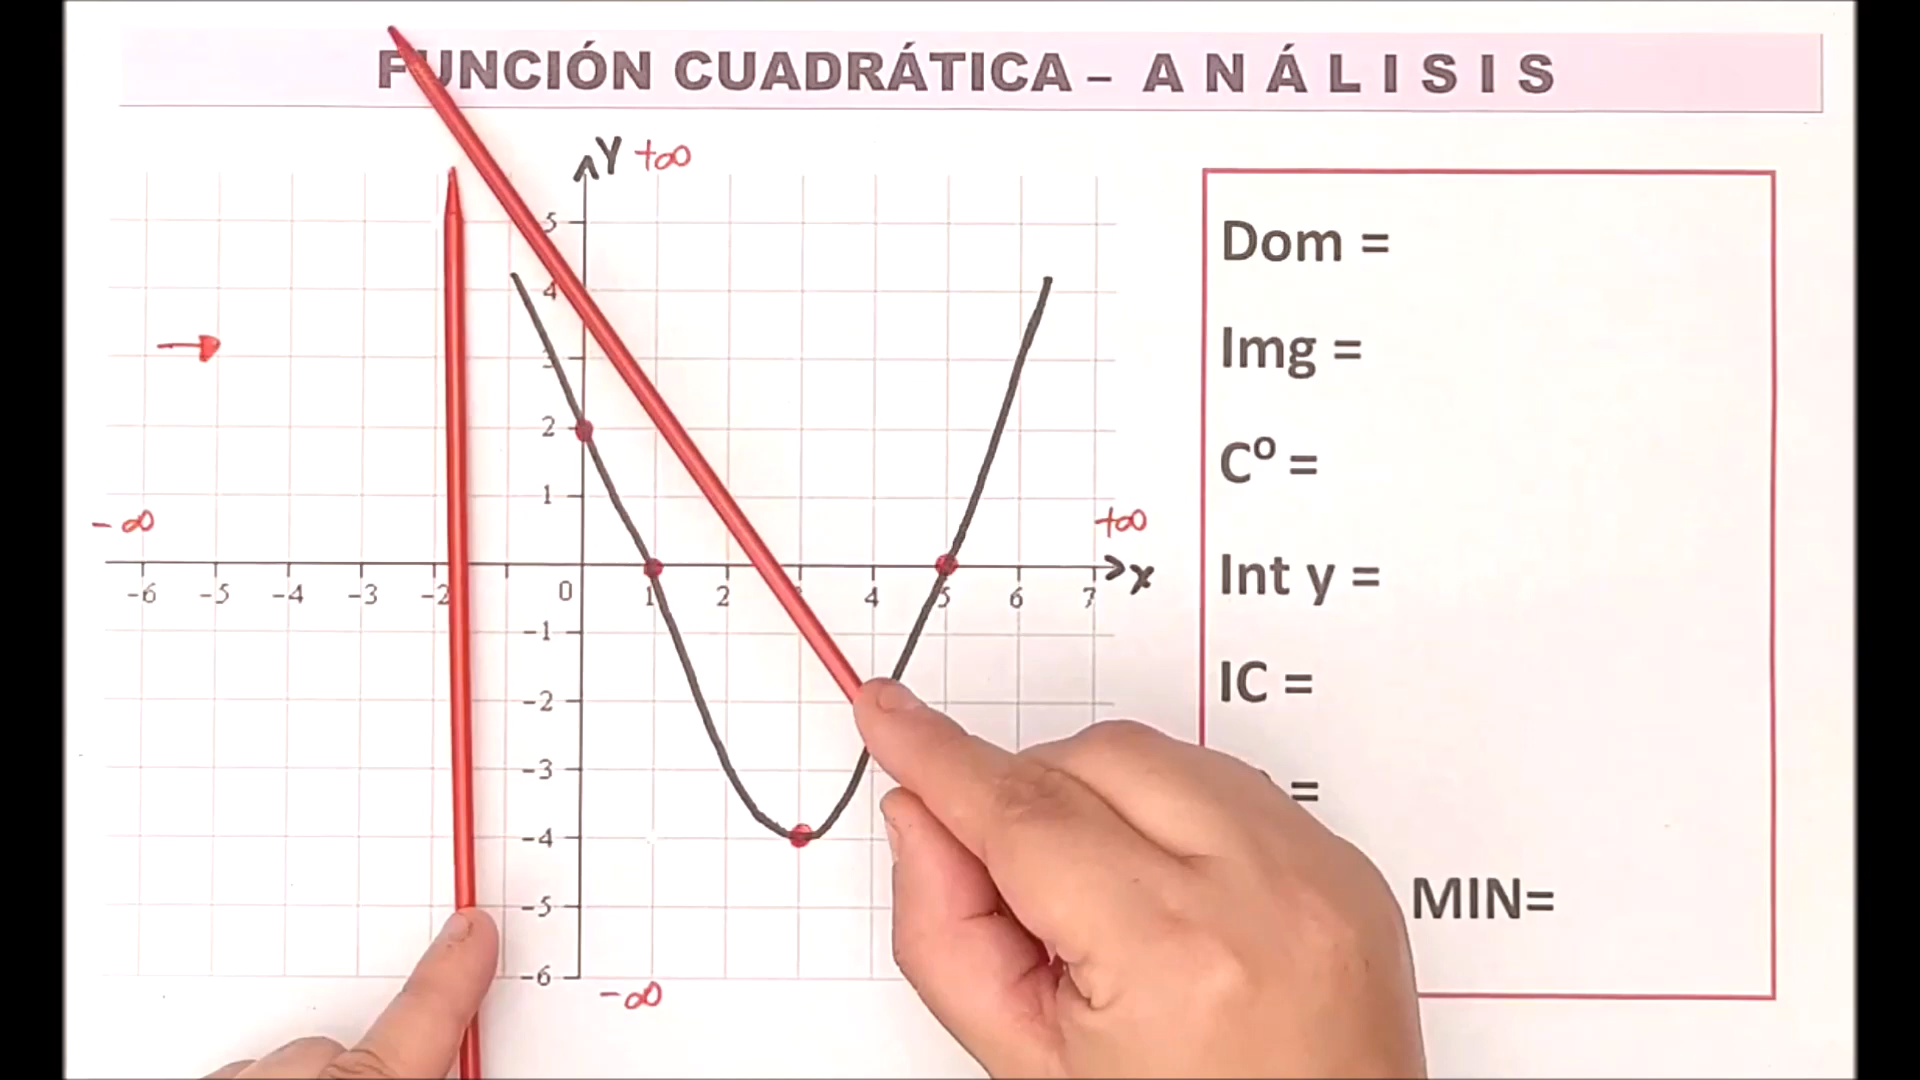 FUNCIÓN CUADRÁTICA – A N Á L I S I S
Y +∞
5
4
3
2
1
-∞
+∞
-6 -5 -4 -3 -2 0 1 2 4 5 6 7 x
-1
-2
-3
-4
-5
-6
-∞
Dom =
Img =
Cº =
Int y =
IC =
=
MIN=